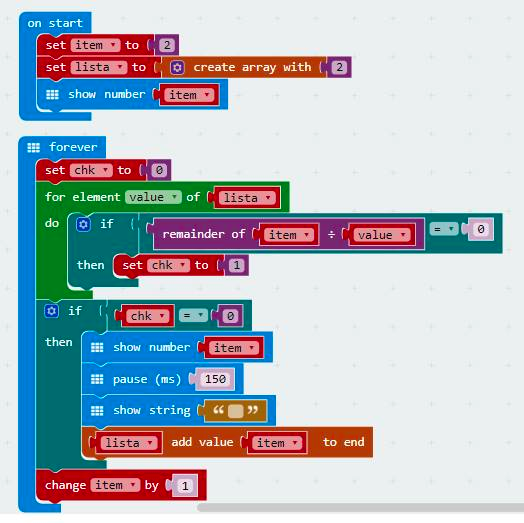 on start
set item to 2
set lista to create array with 2
show number item
forever
set chk to 0
for element value of lista
do if remainder of item ÷ value = 0
then set chk to 1
if chk = 0
then show number item
pause (ms) 150
show string “ ”
lista add value item to end
change item by 1